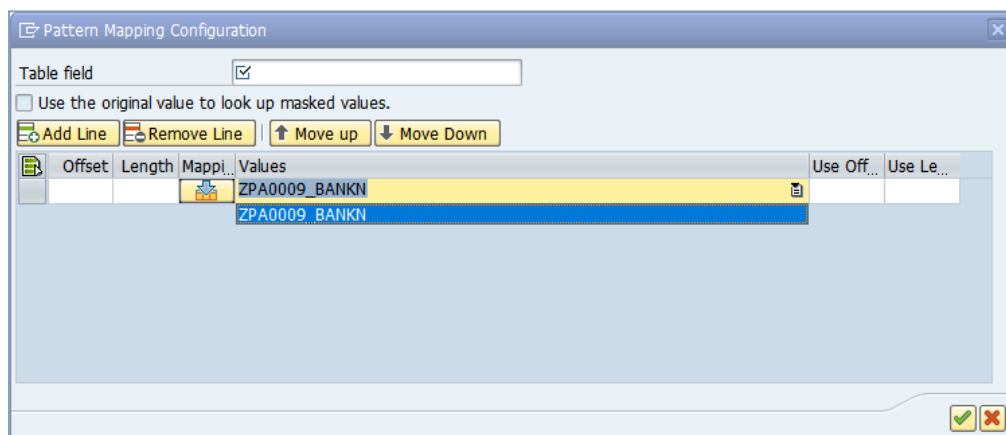 Pattern Mapping Configuration
Table field
Use the original value to look up masked values.
Add Line Remove Line Move up Move Down
Offset Length Mappi... Values Use Off... Use Le...
ZPA0009_BANKN
ZPA0009_BANKN